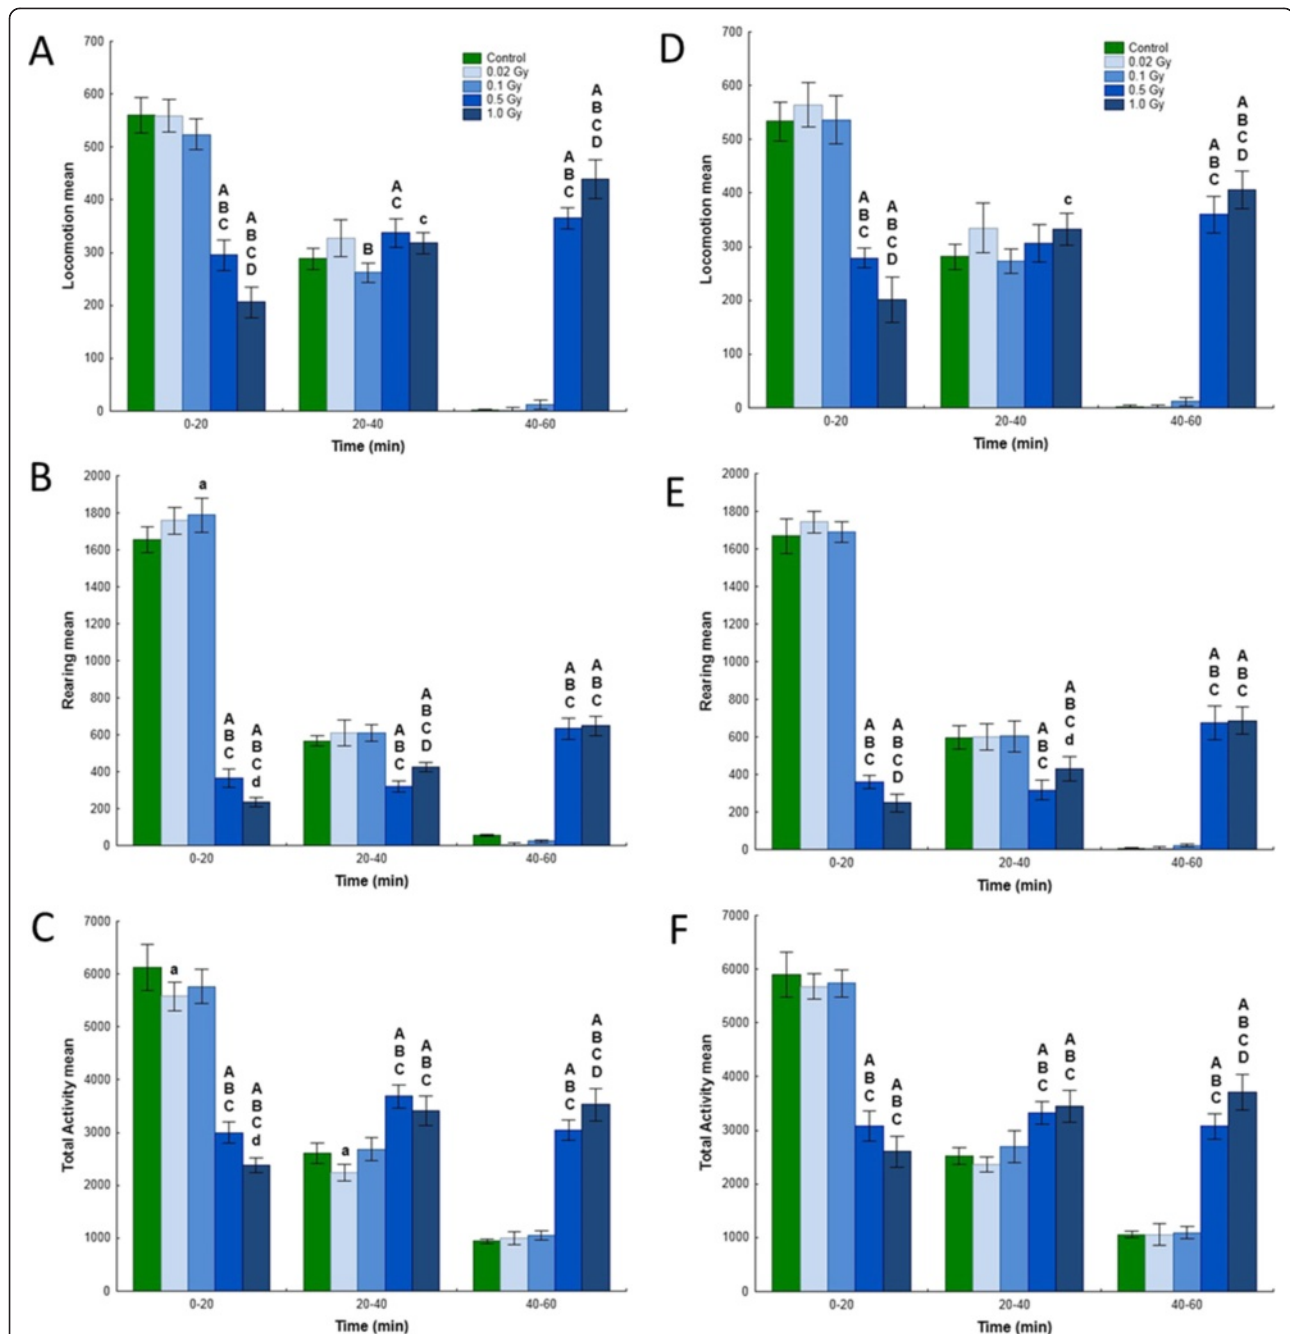 A
700
600
500
400
300
200
100
0
Locomotion mean
Control
0.02 Gy
0.1 Gy
0.5 Gy
1.0 Gy
A
B
C
A
B
C
D
B
A
C
c
A
B
C
A
B
C
D
0-20
20-40
40-60
Time (min)
D
700
600
500
400
300
200
100
0
Locomotion mean
Control
0.02 Gy
0.1 Gy
0.5 Gy
1.0 Gy
A
B
C
A
B
C
D
c
A
B
C
A
B
C
D
0-20
20-40
40-60
Time (min)
B
2000
1800
1600
1400
1200
1000
800
600
400
200
0
Rearing mean
a
A
B
C
A
B
C
d
A
B
C
A
B
C
D
A
B
C
A
B
C
0-20
20-40
40-60
Time (min)
E
2000
1800
1600
1400
1200
1000
800
600
400
200
0
Rearing mean
A
B
C
A
B
C
D
A
B
C
A
B
C
d
A
B
C
A
B
C
0-20
20-40
40-60
Time (min)
C
7000
6000
5000
4000
3000
2000
1000
0
Total Activity mean
a
A
B
C
A
B
C
d
a
A
B
C
A
B
C
A
B
C
A
B
C
D
0-20
20-40
40-60
Time (min)
F
7000
6000
5000
4000
3000
2000
1000
0
Total Activity mean
A
B
C
A
B
C
A
B
C
A
B
C
A
B
C
A
B
C
D
0-20
20-40
40-60
Time (min)